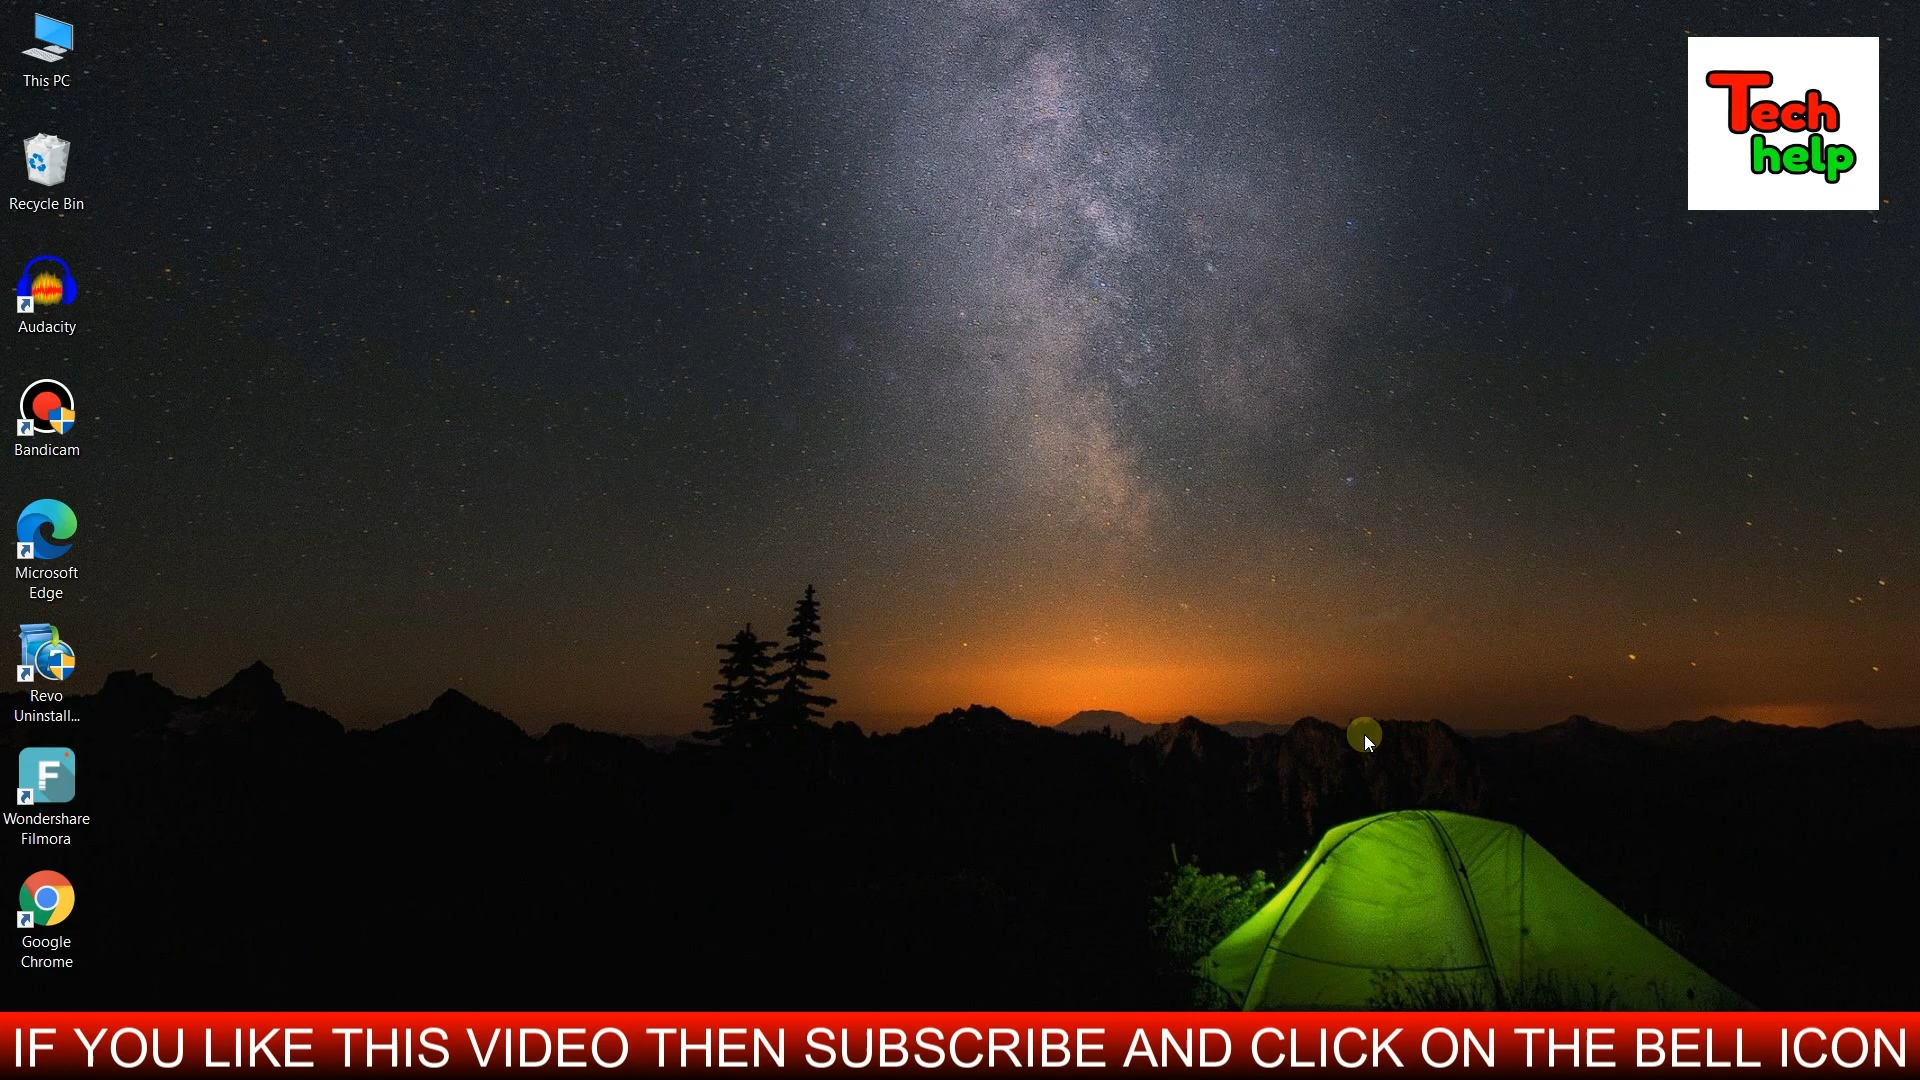 This PC
Recycle Bin
Audacity
Bandicam
Microsoft
Edge
Revo
Uninstall...
Wondershare
Filmora
Google
Chrome
Tech
help
IF YOU LIKE THIS VIDEO THEN SUBSCRIBE AND CLICK ON THE BELL ICON